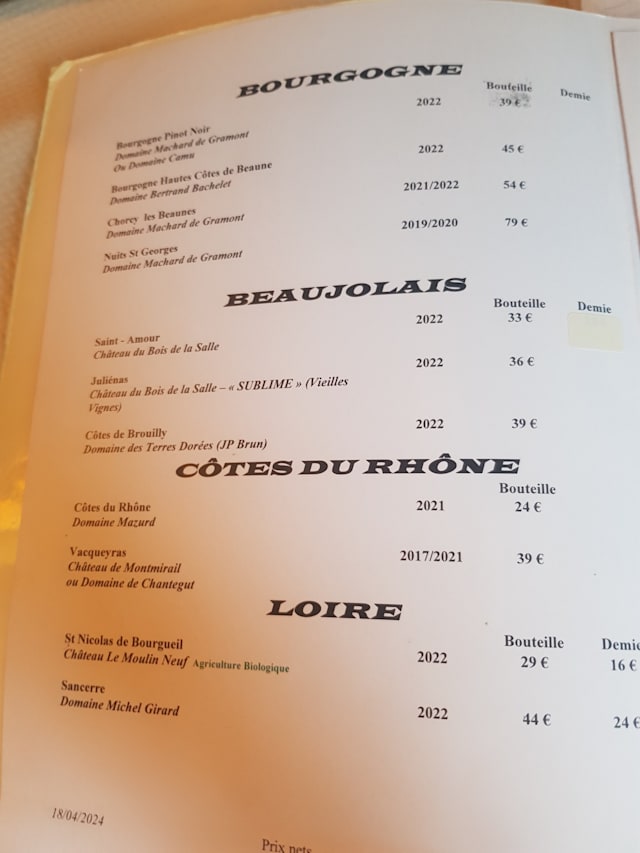 BOURGOGNE
Bouteille Demie
Bourgogne Pinot Noir 2022 39 €
Domaine Machard de Gramont
Ou Domaine Camu
Bourgogne Hautes Côtes de Beaune 2022 45 €
Domaine Bertrand Bachelet
Chorey les Beaunes 2021/2022 54 €
Domaine Machard de Gramont
Nuits St Georges 2019/2020 79 €
Domaine Machard de Gramont
BEAUJOLAIS
Bouteille Demie
Saint - Amour 2022 33 €
Château du Bois de la Salle
Juliénas 2022 36 €
Château du Bois de la Salle – « SUBLIME » (Vieilles
Vignes)
Côtes de Brouilly 2022 39 €
Domaine des Terres Dorées (JP Brun)
CÔTES DU RHÔNE
Bouteille
Côtes du Rhône 2021 24 €
Domaine Mazurd
Vacqueyras 2017/2021 39 €
Château de Montmirail
ou Domaine de Chantegut
LOIRE
Bouteille Demie
St Nicolas de Bourgueil 2022 29 € 16 €
Château Le Moulin Neuf Agriculture Biologique
Sancerre 2022 44 € 24 €
Domaine Michel Girard
18/04/2024
Prix nets